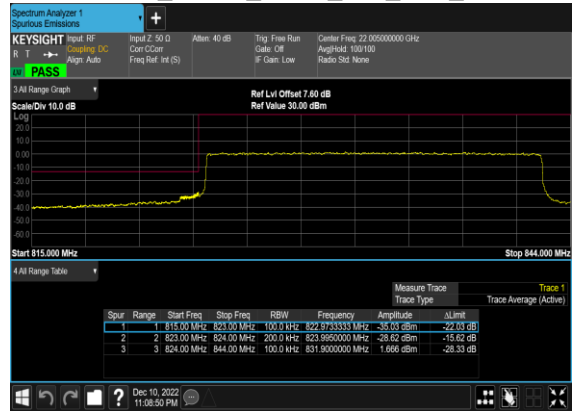 Spectrum Analyzer 1
Spurious Emissions
KEYSIGHT Input: RF Input Z: 50 Ω Atten: 40 dB Trig: Free Run Center Freq: 22.005000000 GHz
R T Coupling: DC Corr CCorr Gate: Off Avg|Hold: 100/100
Align: Auto Freq Ref: Int (S) IF Gain: Low Radio Std: None
PASS
3 All Range Graph
Ref Lvl Offset 7.60 dB
Scale/Div 10.0 dB Ref Value 30.00 dBm
Log
20.0
10.00
0.00
-10.0
-20.0
-30.0
-40.0
-50.0
-60.0
Start 815.000 MHz Stop 844.000 MHz
4 All Range Table
Measure Trace Trace 1
Trace Type Trace Average (Active)
Spur Range Start Freq Stop Freq RBW Frequency Amplitude ΔLimit
1 1 815.00 MHz 823.00 MHz 100.0 kHz 822.9733333 MHz -35.03 dBm -22.03 dB
2 2 823.00 MHz 824.00 MHz 200.0 kHz 823.9950000 MHz -28.62 dBm -15.62 dB
3 3 824.00 MHz 844.00 MHz 100.0 kHz 831.9000000 MHz 1.666 dBm -28.33 dB
Dec 10, 2022
11:08:50 PM